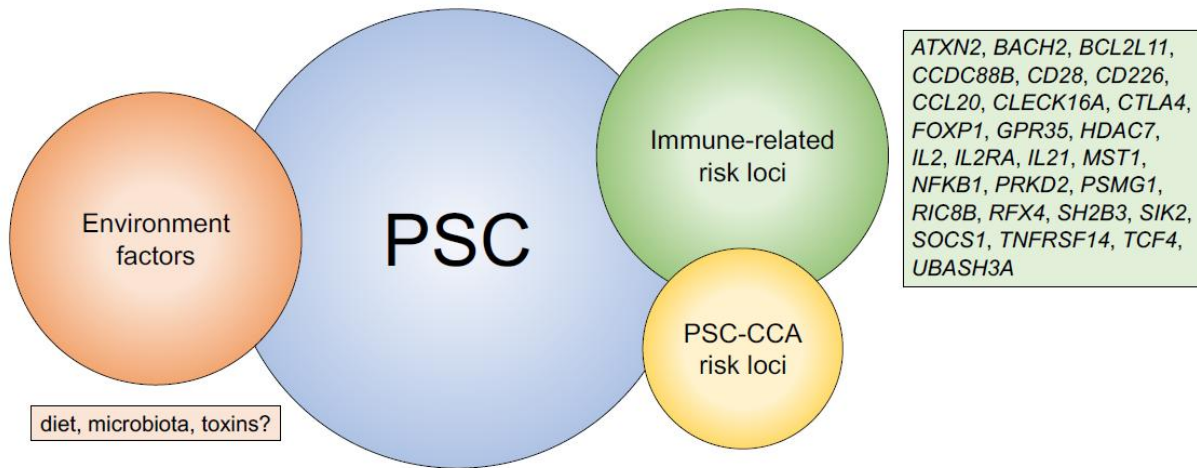 Environment
factors
diet, microbiota, toxins?
PSC
Immune-related
risk loci
PSC-CCA
risk loci
ATXN2, BACH2, BCL2L11,
CCDC88B, CD28, CD226,
CCL20, CLECK16A, CTLA4,
FOXP1, GPR35, HDAC7,
IL2, IL2RA, IL21, MST1,
NFKB1, PRKD2, PSMG1,
RIC8B, RFX4, SH2B3, SIK2,
SOCS1, TNFRSF14, TCF4,
UBASH3A